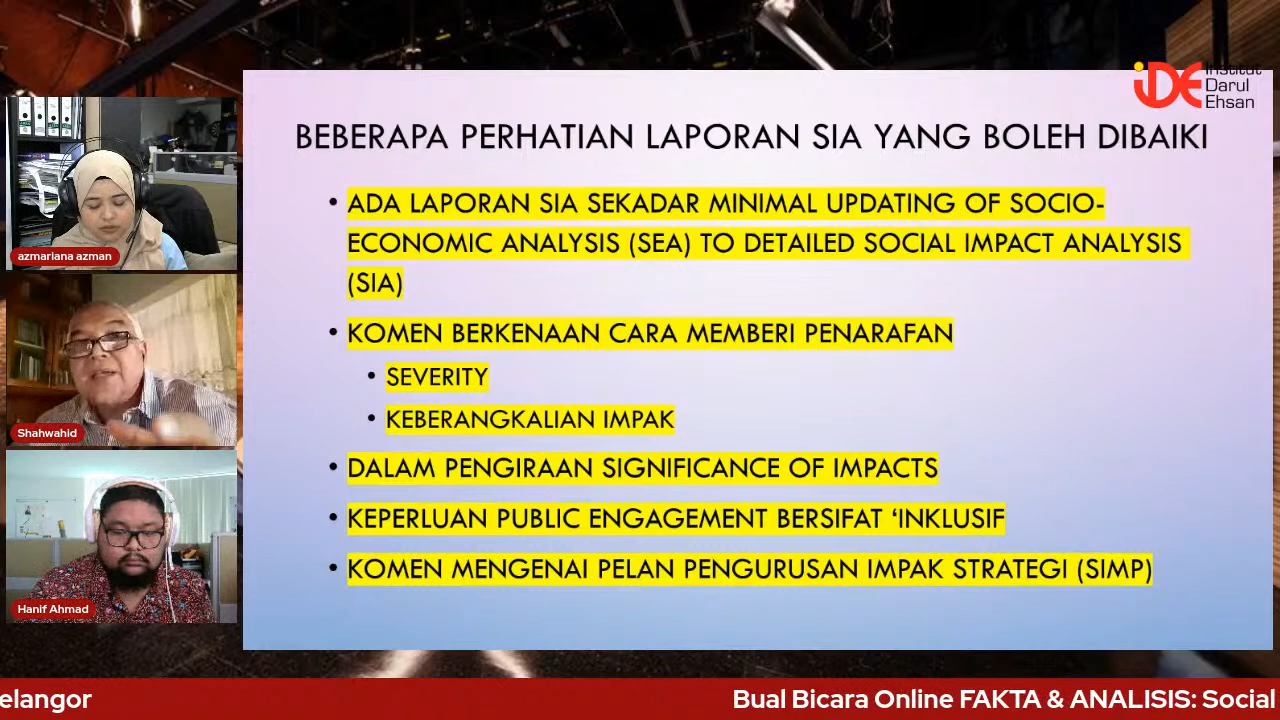 Institut
Darul
Ehsan
BEBERAPA PERHATIAN LAPORAN SIA YANG BOLEH DIBAIKI
• ADA LAPORAN SIA SEKADAR MINIMAL UPDATING OF SOCIO-
ECONOMIC ANALYSIS (SEA) TO DETAILED SOCIAL IMPACT ANALYSIS
(SIA)
• KOMEN BERKENAAN CARA MEMBERI PENARAFAN
• SEVERITY
• KEBERANGKALIAN IMPAK
• DALAM PENGIRAAN SIGNIFICANCE OF IMPACTS
• KEPERLUAN PUBLIC ENGAGEMENT BERSIFAT ‘INKLUSIF
• KOMEN MENGENAI PELAN PENGURUSAN IMPAK STRATEGI (SIMP)
azmariana azman
Shahwahid
Hanif Ahmad
elangor
Bual Bicara Online FAKTA & ANALISIS: Social